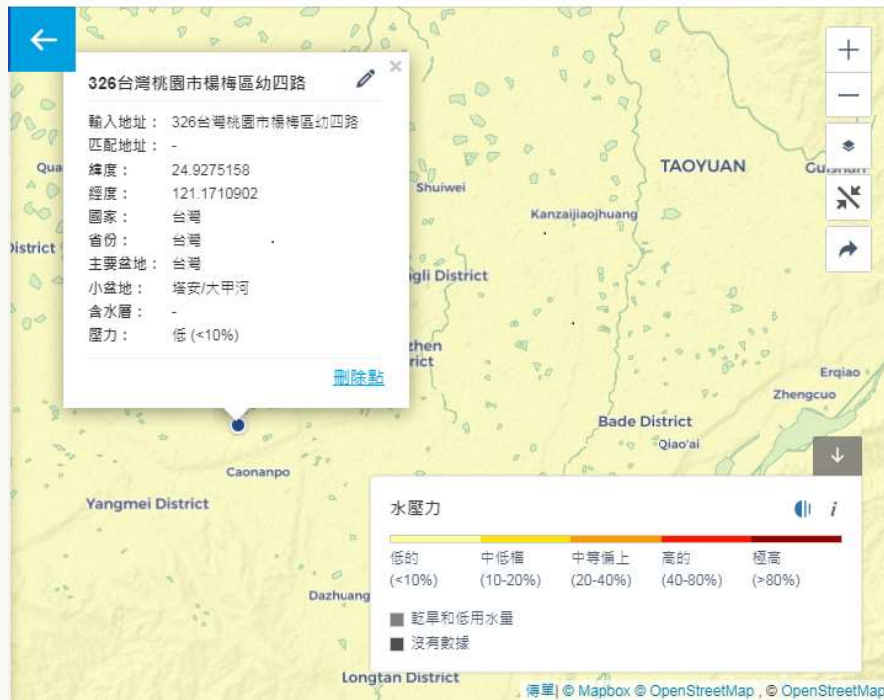 326台灣桃園市楊梅區幼四路
輸入地址： 326台灣桃園市楊梅區幼四路
匹配地址： -
緯度： 24.9275158
經度： 121.1710902
國家： 台灣
省份： 台灣
主要盆地： 台灣
小盆地： 塔安/大甲河
含水層： -
壓力： 低 (<10%)
刪除點
Qua
TAOYUAN
Guishan
Shuiwei
Kanzaijiaojhuang
istrict
gli District
zhen
rict
Erqiao
Zhengcuo
Bade District
Qiao'ai
Caonanpo
Yangmei District
水壓力
i
低的 中低檔 中等偏上 高的 極高
(<10%) (10-20%) (20-40%) (40-80%) (>80%)
Dazhuang
乾旱和低用水量
沒有數據
Longtan District
傳單| © Mapbox © OpenStreetMap , © OpenStreetMap